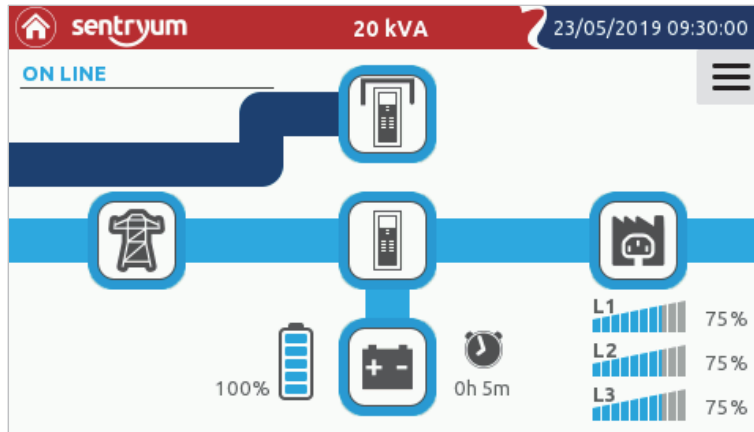 sentryum 20 kVA 23/05/2019 09:30:00
ON LINE
L1 75%
L2 75%
100% 0h 5m
L3 75%